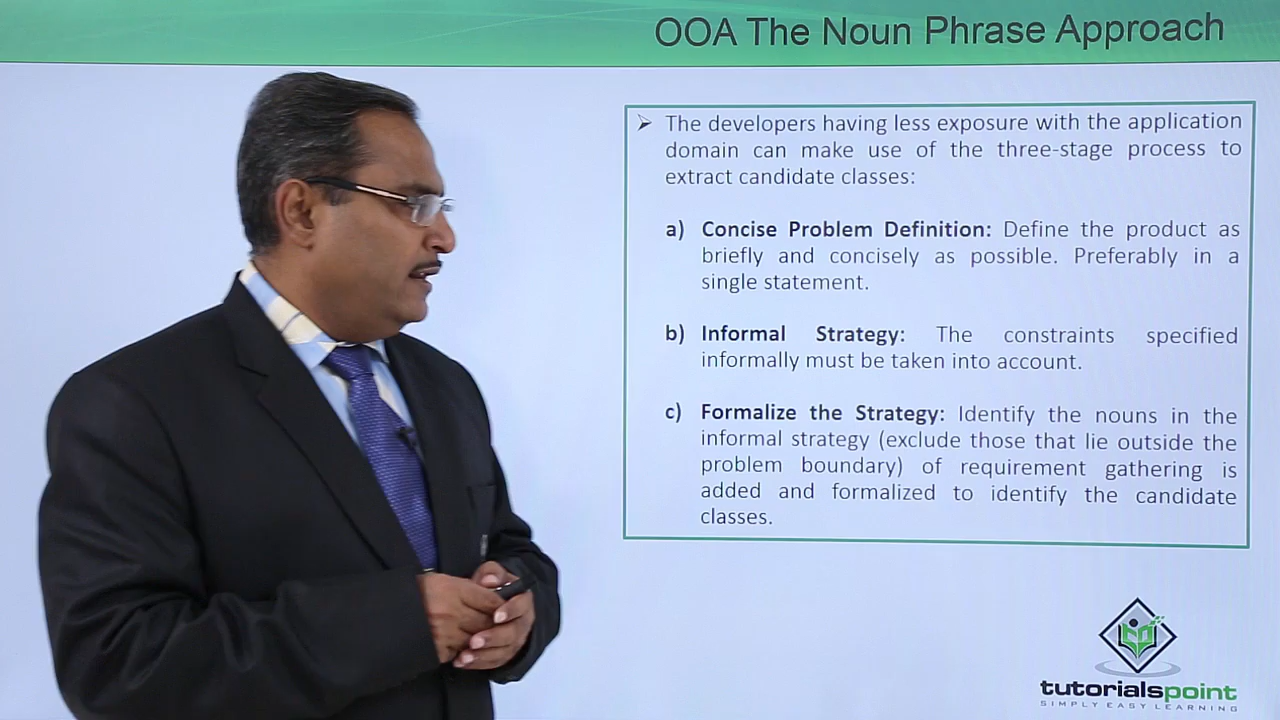 OOA The Noun Phrase Approach
➢ The developers having less exposure with the application
domain can make use of the three-stage process to
extract candidate classes:
a) Concise Problem Definition: Define the product as
briefly and concisely as possible. Preferably in a
single statement.
b) Informal Strategy: The constraints specified
informally must be taken into account.
c) Formalize the Strategy: Identify the nouns in the
informal strategy (exclude those that lie outside the
problem boundary) of requirement gathering is
added and formalized to identify the candidate
classes.
tutorialspoint
SIMPLY EASY LEARNING